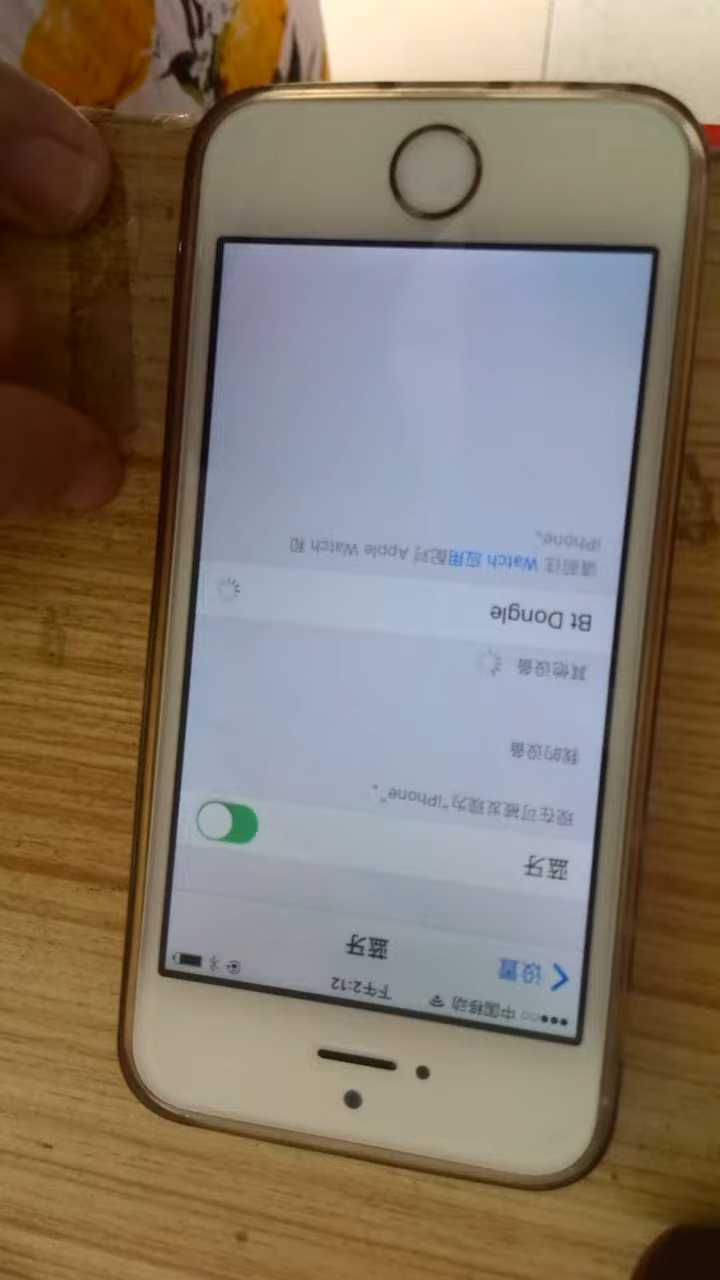 中国移动 下午2:12
设置 蓝牙
蓝牙
现在可被发现为“iPhone”。
我的设备
其他设备
Bt Dongle
请前往 Watch 应用配对 Apple Watch 和
iPhone。